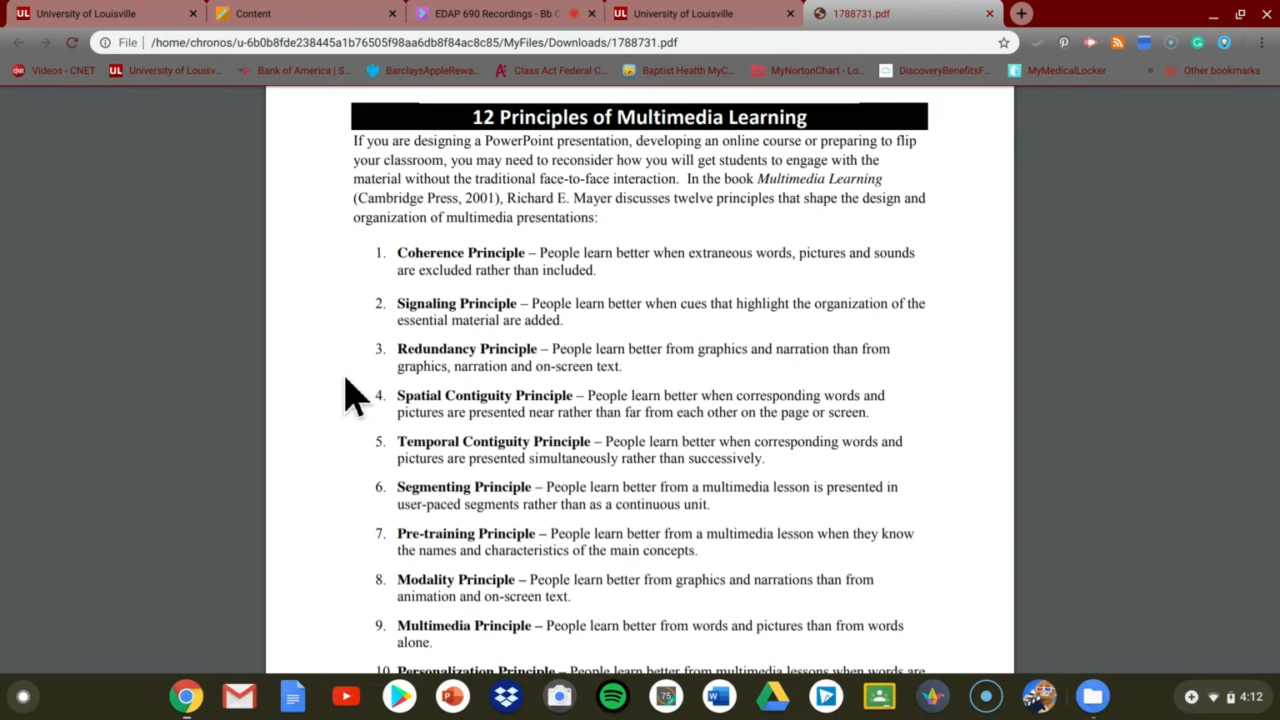 University of Louisville
Content
EDAP 690 Recordings - Bb C
University of Louisville
1788731.pdf
File
/home/chronos/u-6b0b8fde238445a1b76505f98aa6db8f84ac8c85/MyFiles/Downloads/1788731.pdf
Videos - CNET
University of Louisv...
Bank of America | S...
BarclaysAppleRewa...
Class Act Federal C...
Baptist Health MyC...
MyNortonChart - Lo...
DiscoveryBenefitsF...
MyMedicalLocker
»
Other bookmarks
12 Principles of Multimedia Learning
If you are designing a PowerPoint presentation, developing an online course or preparing to flip
your classroom, you may need to reconsider how you will get students to engage with the
material without the traditional face-to-face interaction. In the book Multimedia Learning
(Cambridge Press, 2001), Richard E. Mayer discusses twelve principles that shape the design and
organization of multimedia presentations:
1. Coherence Principle – People learn better when extraneous words, pictures and sounds
are excluded rather than included.
2. Signaling Principle – People learn better when cues that highlight the organization of the
essential material are added.
3. Redundancy Principle – People learn better from graphics and narration than from
graphics, narration and on-screen text.
4. Spatial Contiguity Principle – People learn better when corresponding words and
pictures are presented near rather than far from each other on the page or screen.
5. Temporal Contiguity Principle – People learn better when corresponding words and
pictures are presented simultaneously rather than successively.
6. Segmenting Principle – People learn better from a multimedia lesson is presented in
user-paced segments rather than as a continuous unit.
7. Pre-training Principle – People learn better from a multimedia lesson when they know
the names and characteristics of the main concepts.
8. Modality Principle – People learn better from graphics and narrations than from
animation and on-screen text.
9. Multimedia Principle – People learn better from words and pictures than from words
alone.
10. Personalization Principle – People learn better from multimedia lessons when words are
4:12